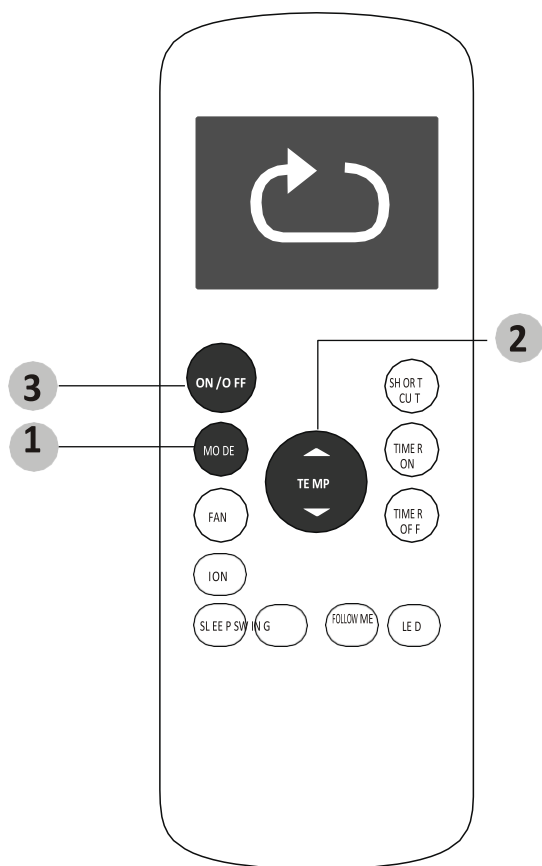 2
3
ON/OFF
SHORT
CUT
1
MODE
TEMP
TIMER
ON
FAN
TIMER
OFF
ION
SLEEP SWING
FOLLOW ME
LED